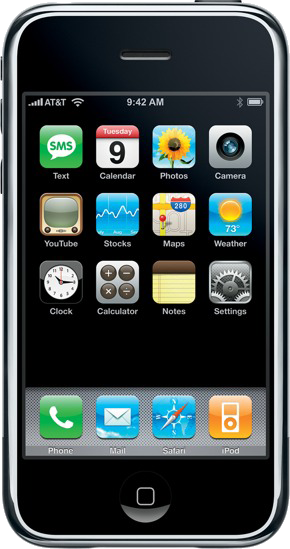 AT&T 9:42 AM
SMS Tuesday 9 280 73°
Text Calendar Photos Camera
YouTube Stocks Maps Weather
Clock Calculator Notes Settings
Phone Mail Safari iPod